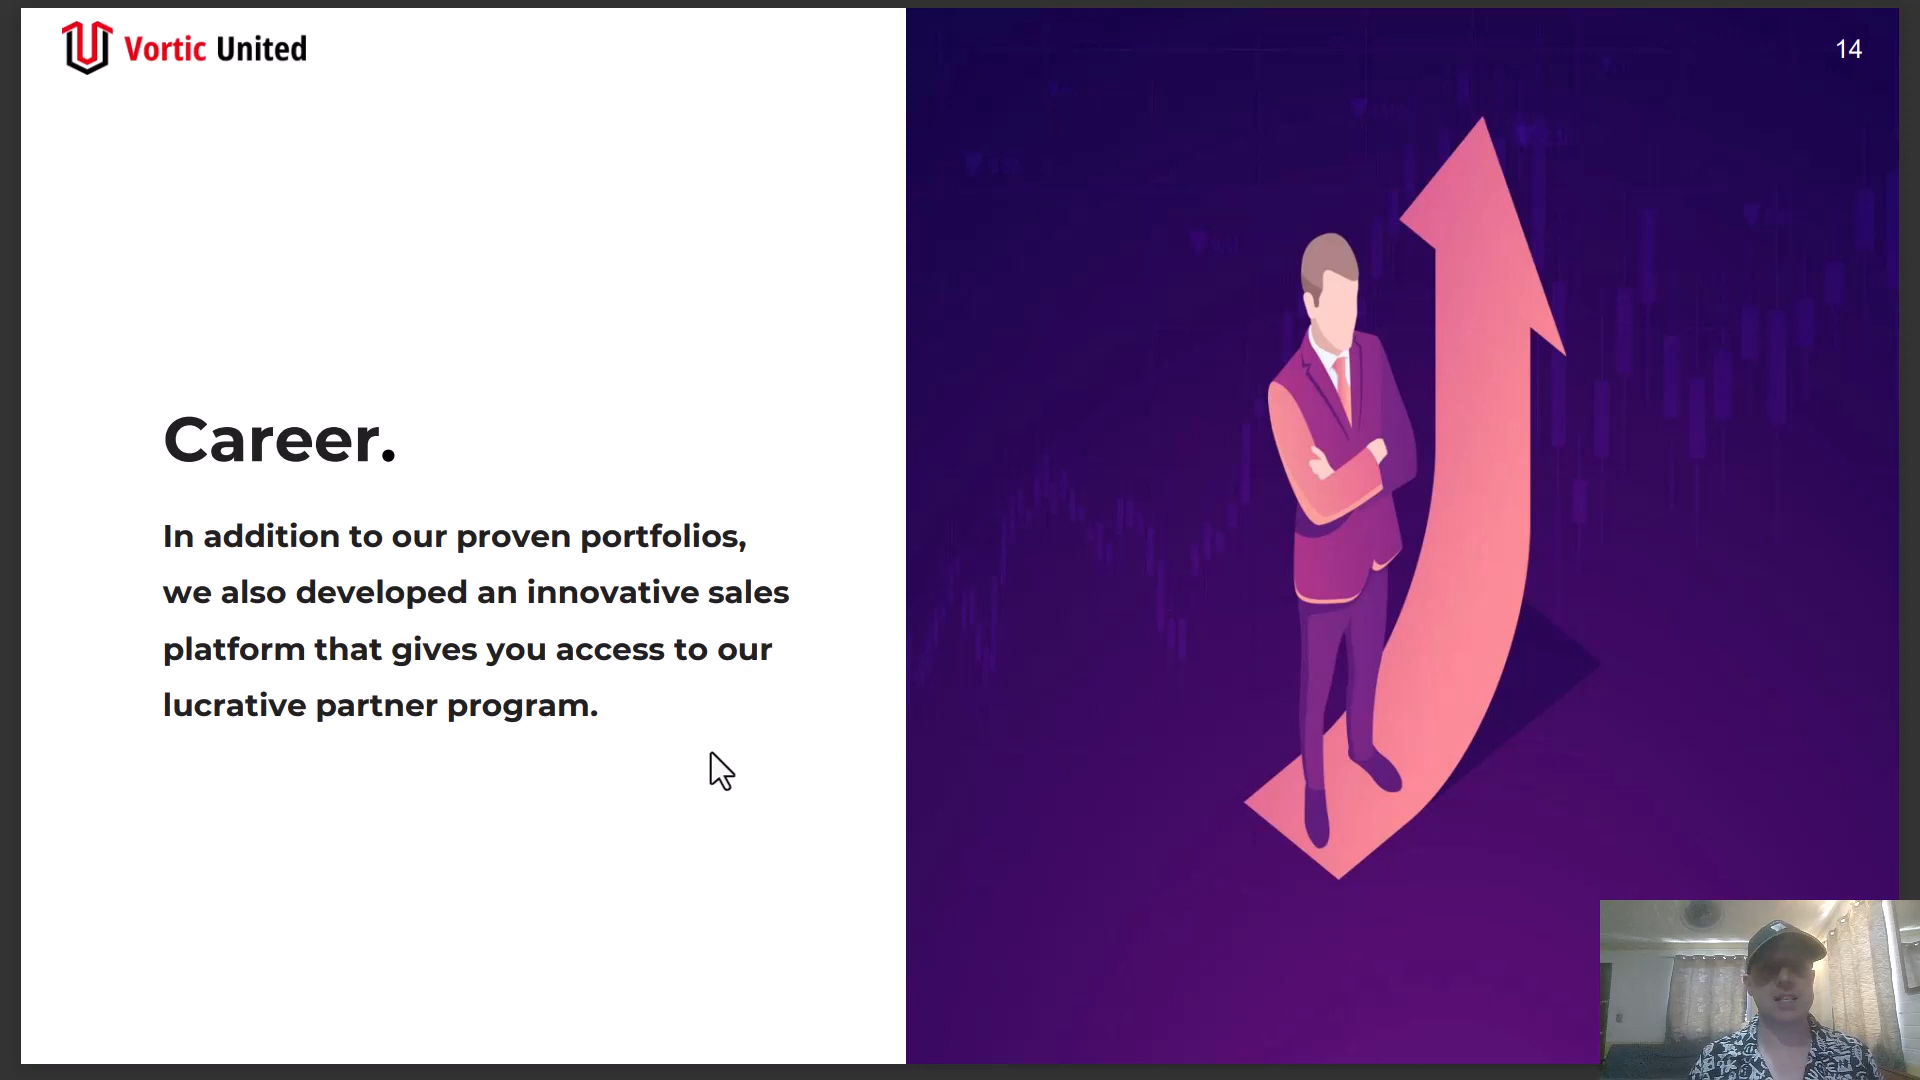 Vortic United
14
Career.
In addition to our proven portfolios,
we also developed an innovative sales
platform that gives you access to our
lucrative partner program.